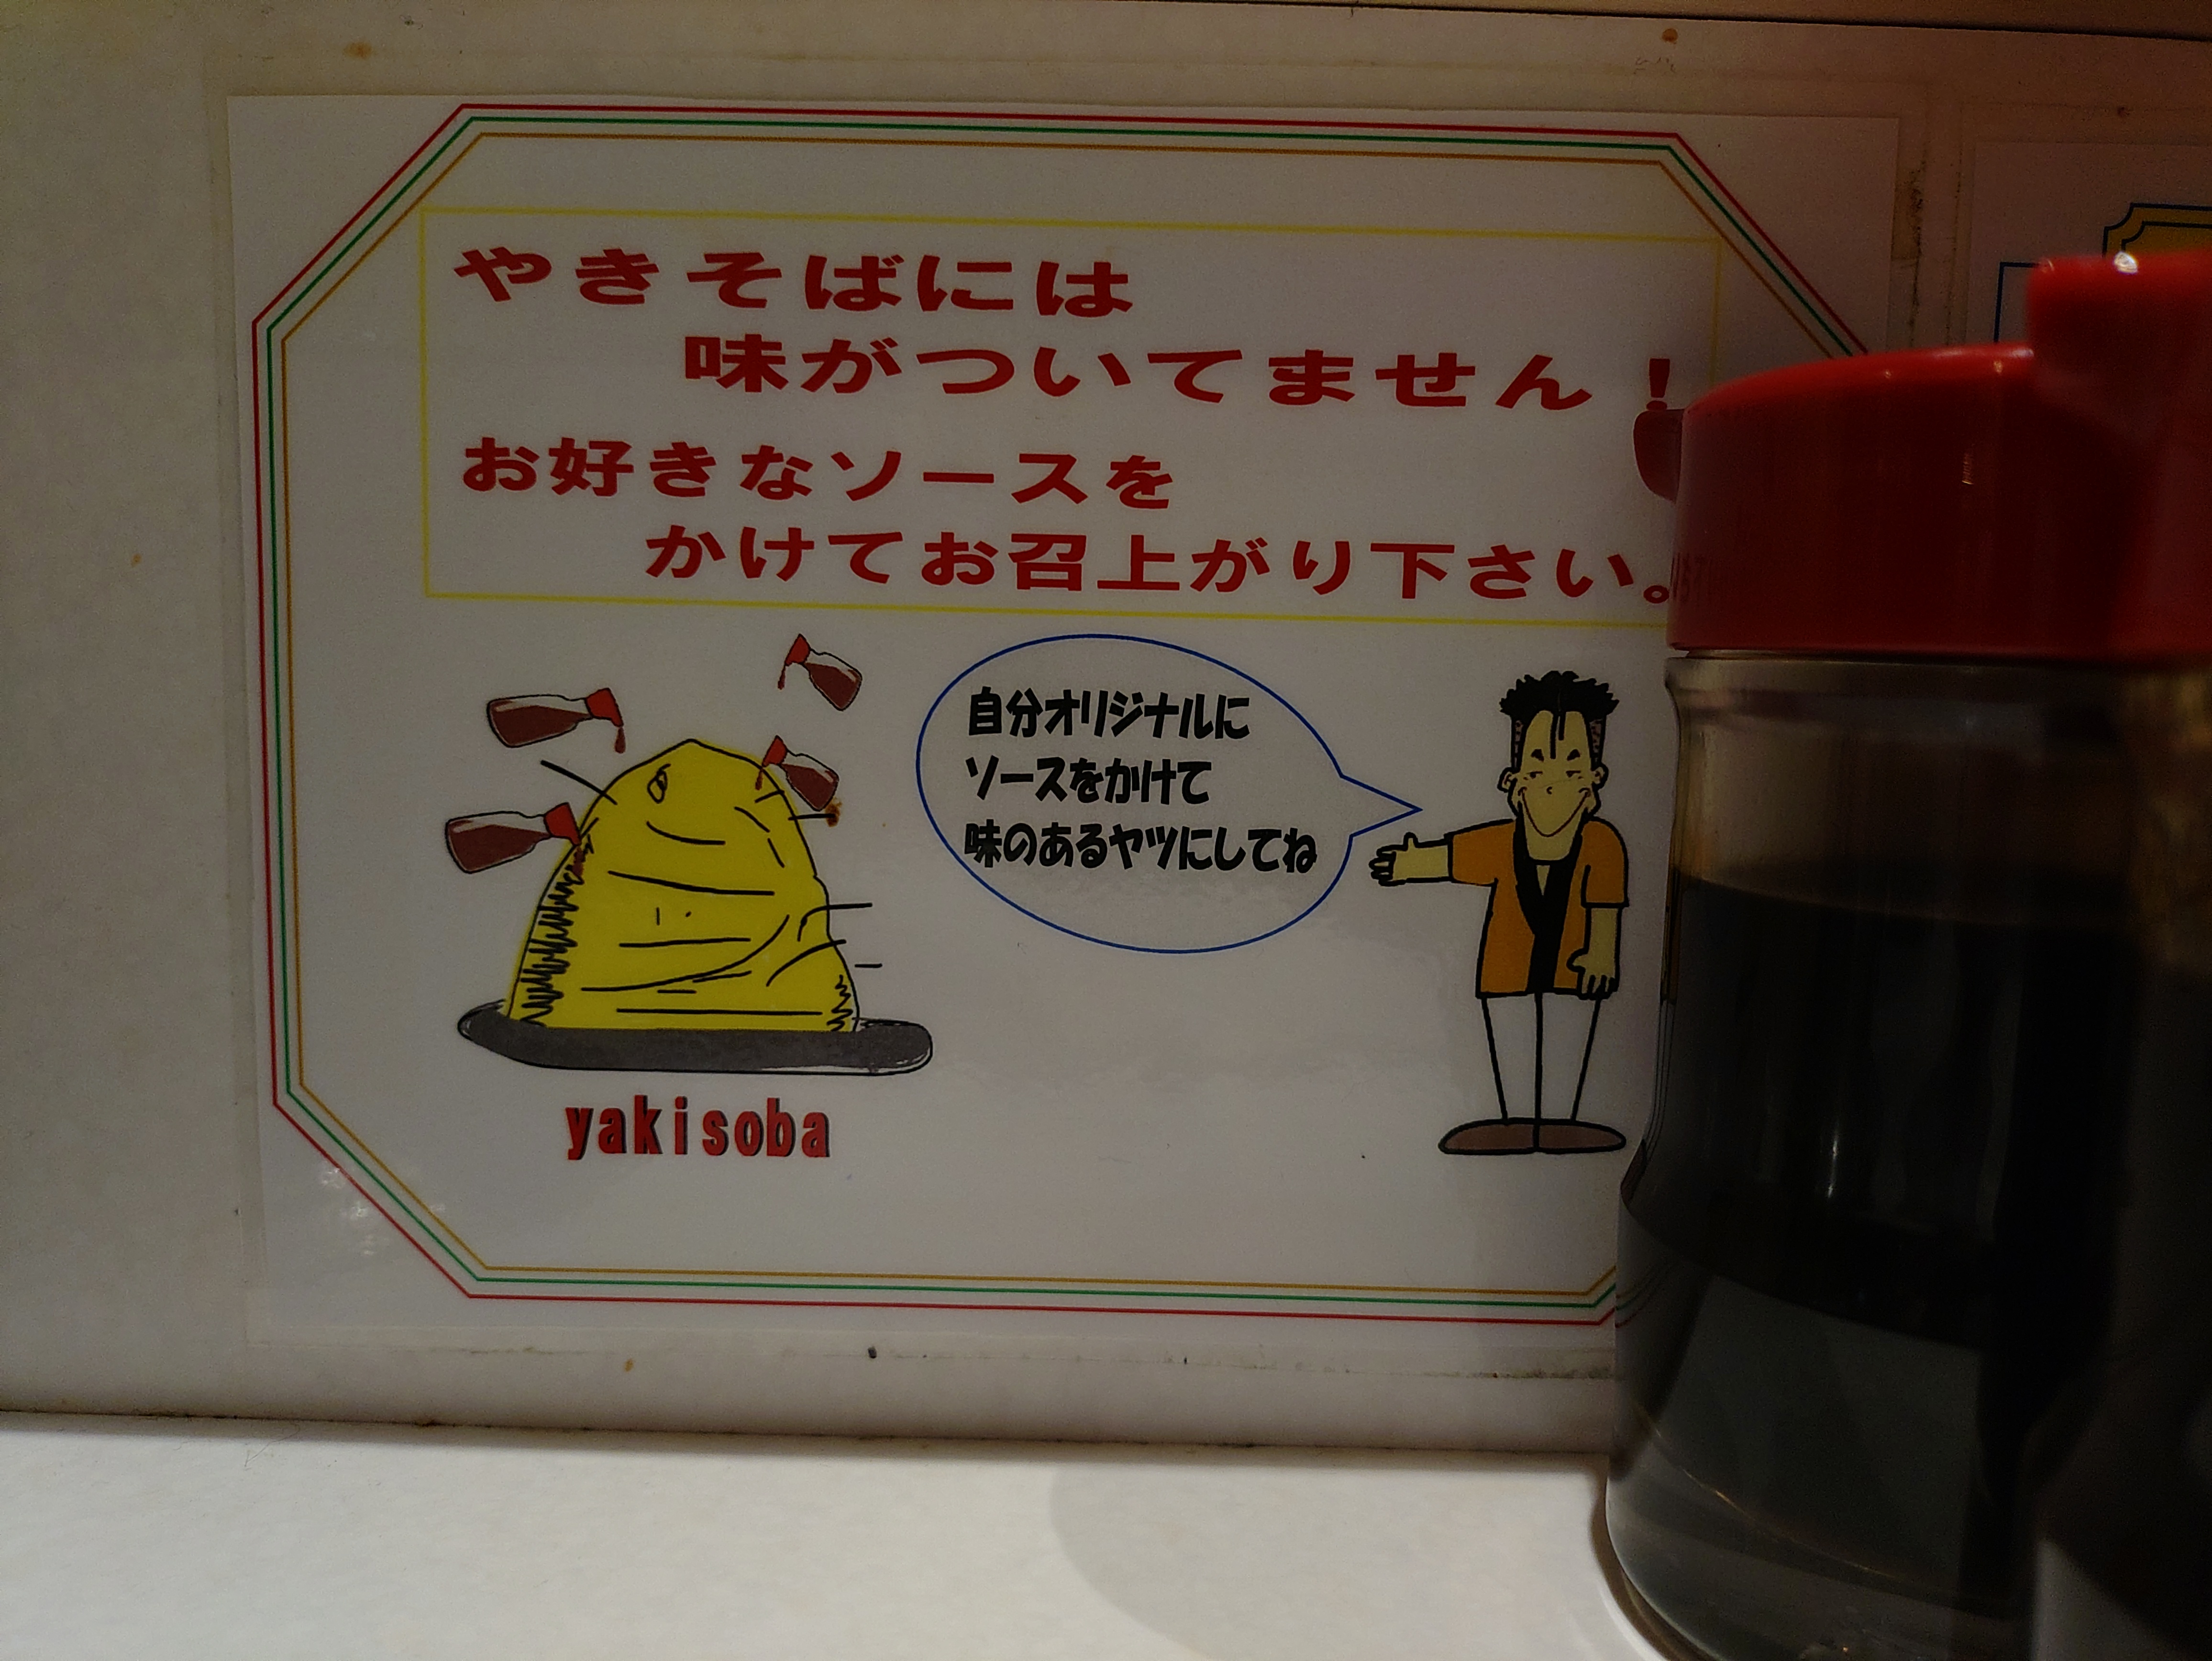 やきそばには
味がついてません！
お好きなソースを
かけてお召上がり下さい。
自分オリジナルに
ソースをかけて
味のあるヤツにしてね
yakisoba